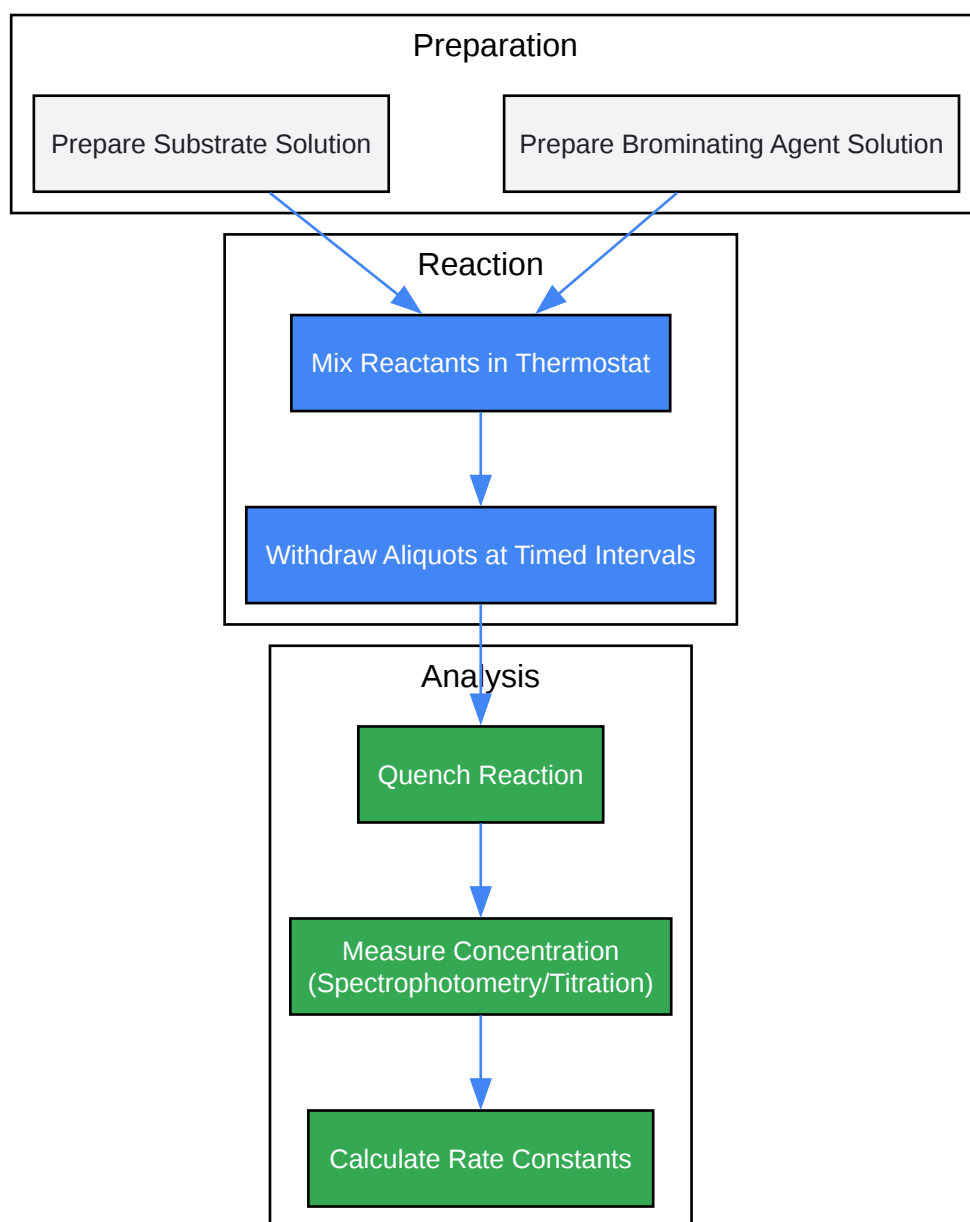 Preparation
Prepare Substrate Solution
Prepare Brominating Agent Solution
Reaction
Mix Reactants in Thermostat
Withdraw Aliquots at Timed Intervals
Analysis
Quench Reaction
Measure Concentration
(Spectrophotometry/Titration)
Calculate Rate Constants